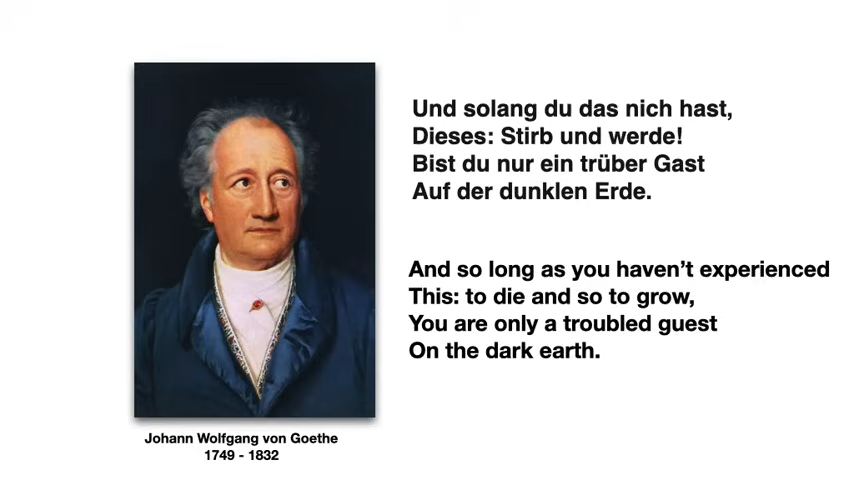 Und solang du das nich hast,
Dieses: Stirb und werde!
Bist du nur ein trüber Gast
Auf der dunklen Erde.
And so long as you haven't experienced
This: to die and so to grow,
You are only a troubled guest
On the dark earth.
Johann Wolfgang von Goethe
1749 - 1832